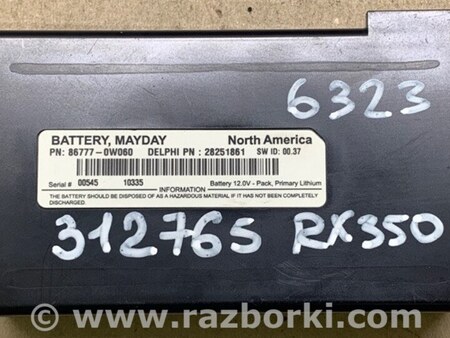 6323
BATTERY, MAYDAY North America
PN: 86777-0W060 DELPHI PN : 28251861 SW ID: 00.37
Serial # 00545 10335 Battery 12.0V - Pack, Primary Lithium
INFORMATION
THE BATTERY SHOULD BE DISPOSED OF AS A HAZARDOUS MATERIAL IF IT HAS NOT BEEN COMPLETELY
DISCHARGED
312765 RX350
www.razborki.com